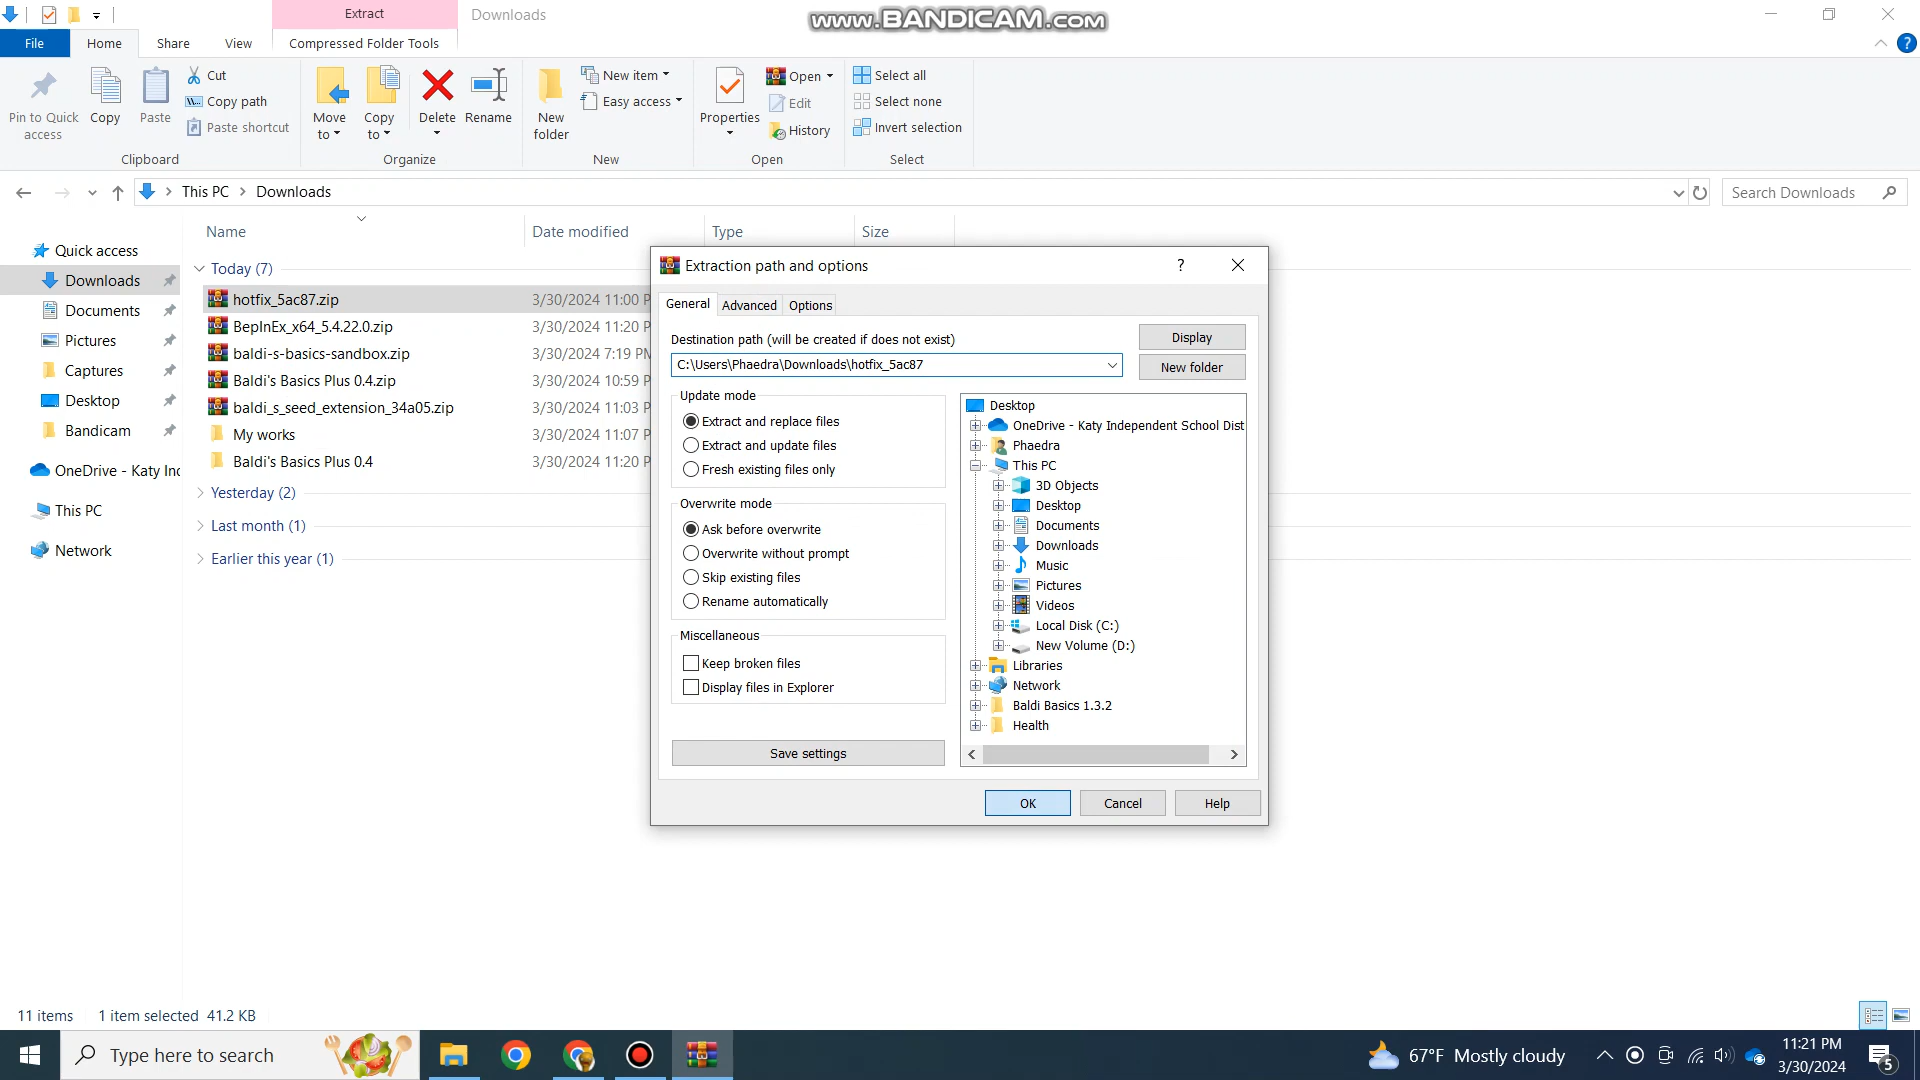 Extract
Downloads
www.BANDICAM.com
File
Home
Share
View
Compressed Folder Tools
Pin to Quick access
Copy
Paste
Cut
Copy path
Paste shortcut
Move to
Copy to
Delete
Rename
New folder
New item
Easy access
Properties
Open
Edit
History
Select all
Select none
Invert selection
Clipboard
Organize
New
Open
Select
This PC
Downloads
Search Downloads
Quick access
Downloads
Documents
Pictures
Captures
Desktop
Bandicam
OneDrive - Katy Inc
This PC
Network
Name
Date modified
Type
Size
Today (7)
hotfix_5ac87.zip
3/30/2024 11:00 P
BepInEx_x64_5.4.22.0.zip
3/30/2024 11:20 P
baldi-s-basics-sandbox.zip
3/30/2024 7:19 PM
Baldi's Basics Plus 0.4.zip
3/30/2024 10:59 P
baldi_s_seed_extension_34a05.zip
3/30/2024 11:03 P
My works
3/30/2024 11:07 P
Baldi's Basics Plus 0.4
3/30/2024 11:20 P
Yesterday (2)
Last month (1)
Earlier this year (1)
Extraction path and options
?
General
Advanced
Options
Destination path (will be created if does not exist)
C:\Users\Phaedra\Downloads\hotfix_5ac87
Display
New folder
Update mode
Extract and replace files
Extract and update files
Fresh existing files only
Overwrite mode
Ask before overwrite
Overwrite without prompt
Skip existing files
Rename automatically
Miscellaneous
Keep broken files
Display files in Explorer
Save settings
Desktop
OneDrive - Katy Independent School Dist
Phaedra
This PC
3D Objects
Desktop
Documents
Downloads
Music
Pictures
Videos
Local Disk (C:)
New Volume (D:)
Libraries
Network
Baldi Basics 1.3.2
Health
OK
Cancel
Help
11 items
1 item selected 41.2 KB
Type here to search
67°F Mostly cloudy
11:21 PM
3/30/2024
5